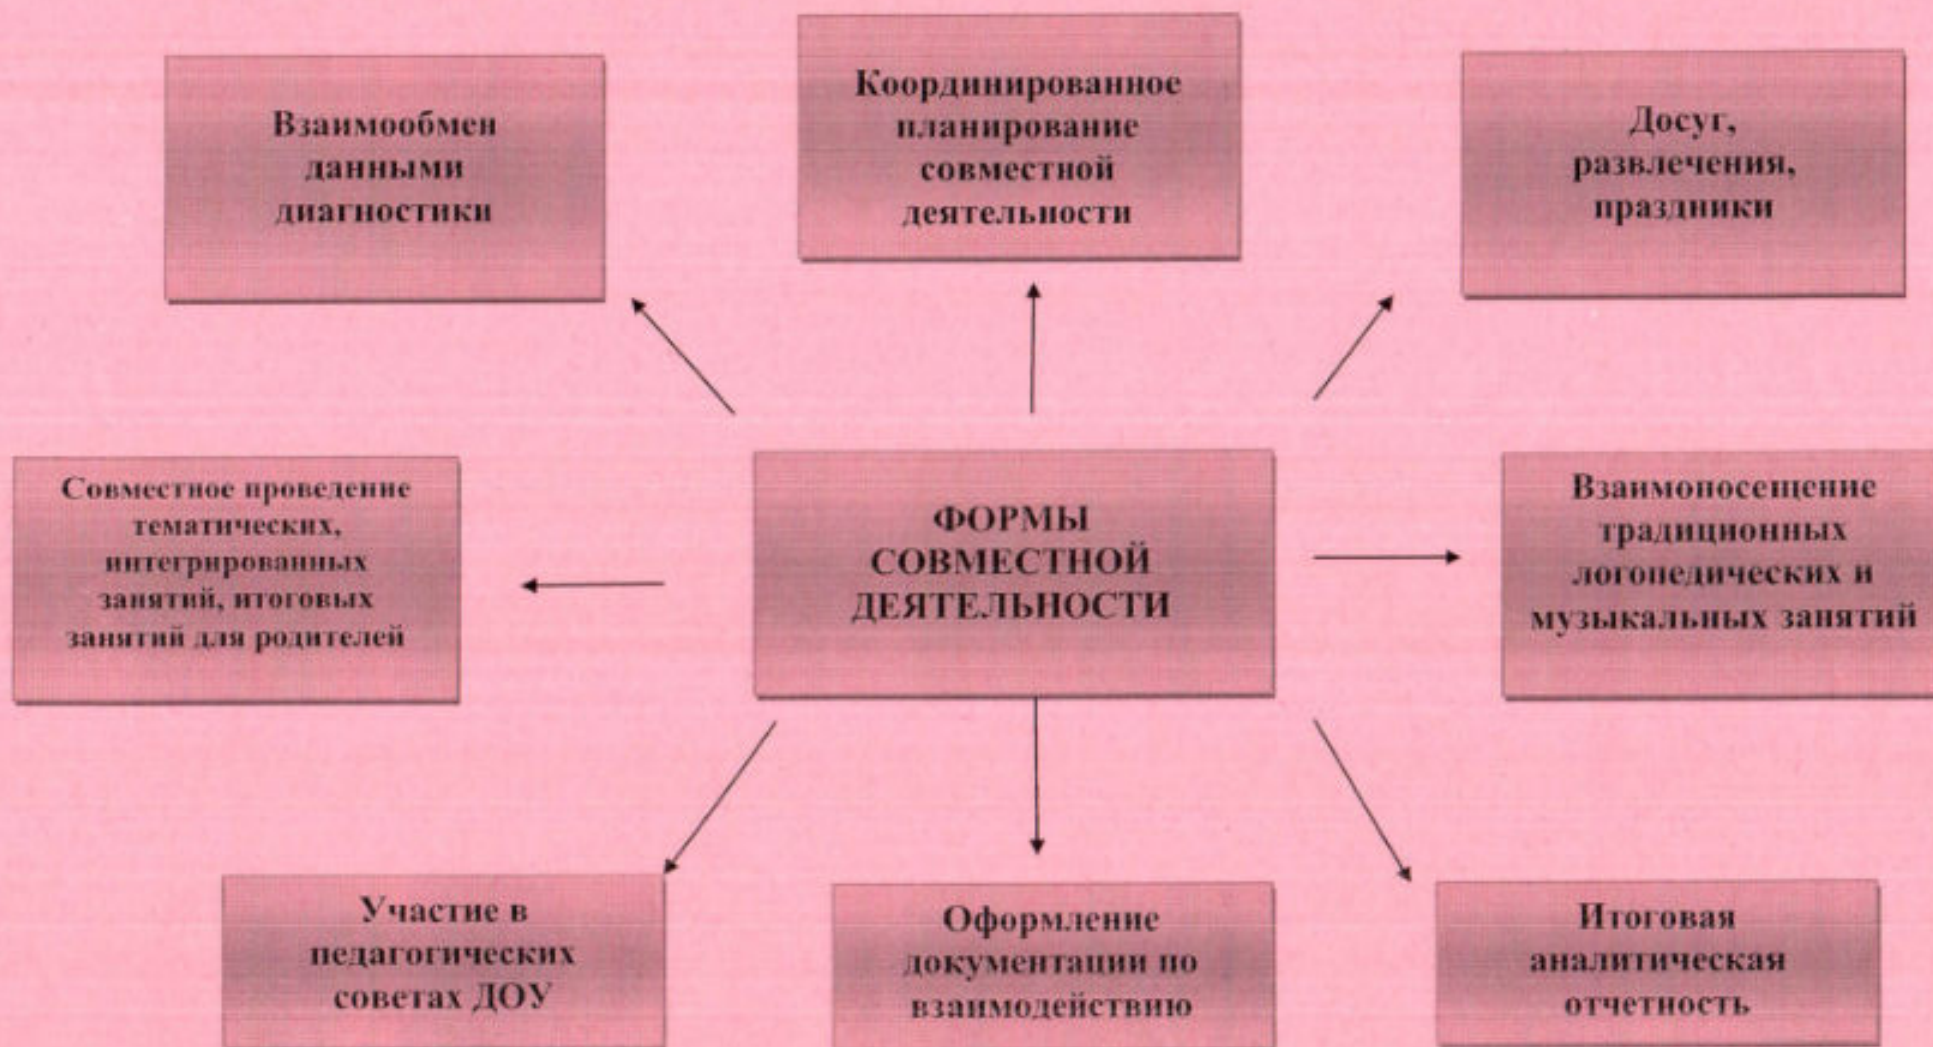 Взаимообмен
данными
диагностики
Координированное
планирование
совместной
деятельности
Досуг,
развлечения,
праздники
Совместное проведение
тематических,
интегрированных
занятий, итоговых
занятий для родителей
ФОРМЫ
СОВМЕСТНОЙ
ДЕЯТЕЛЬНОСТИ
Взаимопосещение
традиционных
логопедических и
музыкальных занятий
Участие в
педагогических
советах ДОУ
Оформление
документации по
взаимодействию
Итоговая
аналитическая
отчетность